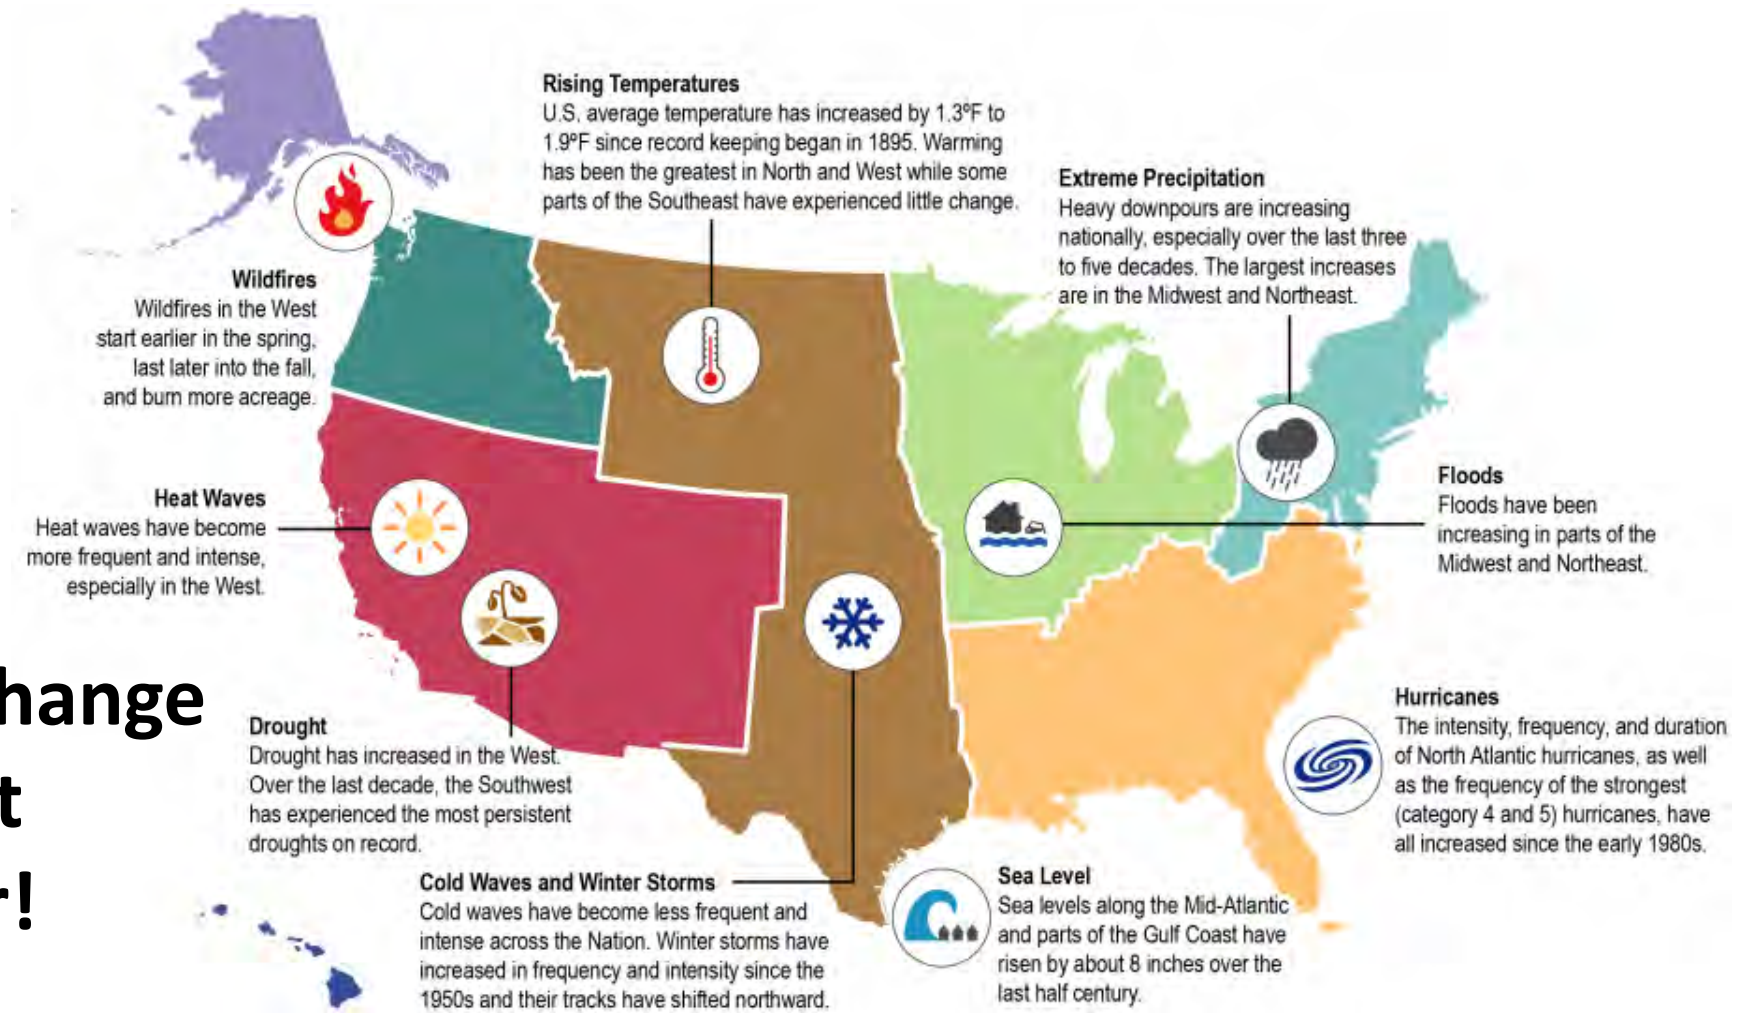 Rising Temperatures
U.S. average temperature has increased by 1.3ºF to
1.9ºF since record keeping began in 1895. Warming
has been the greatest in North and West while some
parts of the Southeast have experienced little change.
Extreme Precipitation
Heavy downpours are increasing
nationally, especially over the last three
to five decades. The largest increases
are in the Midwest and Northeast.
Wildfires
Wildfires in the West
start earlier in the spring,
last later into the fall,
and burn more acreage.
Heat Waves
Heat waves have become
more frequent and intense,
especially in the West.
Floods
Floods have been
increasing in parts of the
Midwest and Northeast.
hange
t
r!
Drought
Drought has increased in the West.
Over the last decade, the Southwest
has experienced the most persistent
droughts on record.
Hurricanes
The intensity, frequency, and duration
of North Atlantic hurricanes, as well
as the frequency of the strongest
(category 4 and 5) hurricanes, have
all increased since the early 1980s.
Cold Waves and Winter Storms
Cold waves have become less frequent and
intense across the Nation. Winter storms have
increased in frequency and intensity since the
1950s and their tracks have shifted northward.
Sea Level
Sea levels along the Mid-Atlantic
and parts of the Gulf Coast have
risen by about 8 inches over the
last half century.